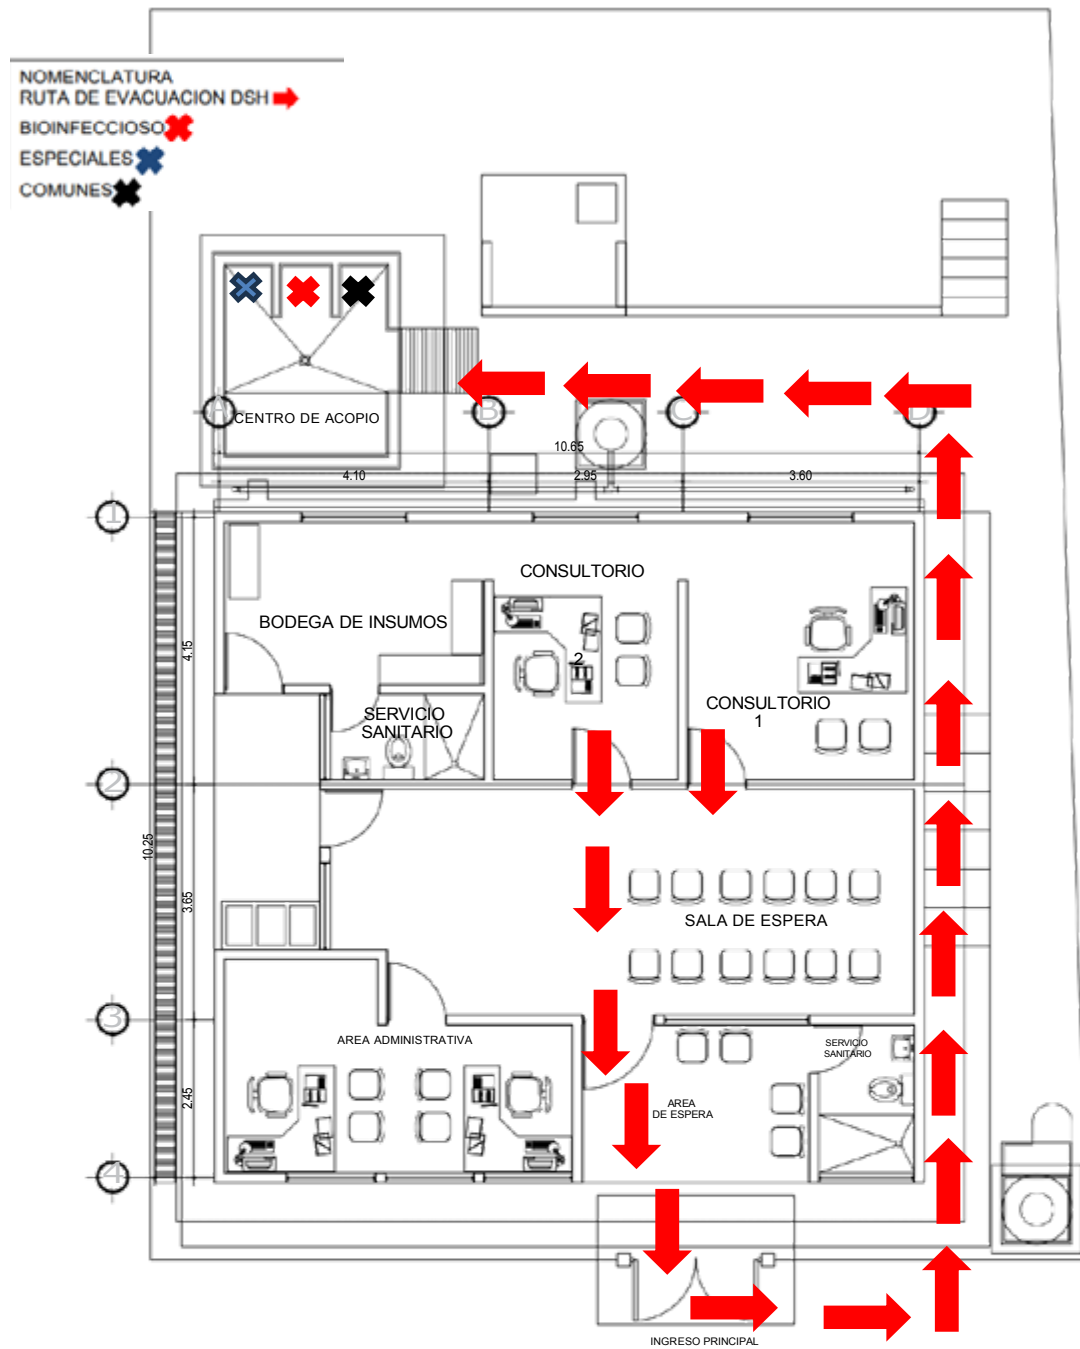 NOMENCLATURA
RUTA DE EVACUACION DSH
BIOINFECCIOSO
ESPECIALES
COMUNES
CENTRO DE ACOPIO
A
B
C
D
10.65
4.10
2.95
3.60
1
CONSULTORIO
2
BODEGA DE INSUMOS
4.15
CONSULTORIO
1
SERVICIO
SANITARIO
2
10.25
3.65
SALA DE ESPERA
3
AREA ADMINISTRATIVA
SERVICIO
SANITARIO
2.45
AREA
DE ESPERA
4
INGRESO PRINCIPAL